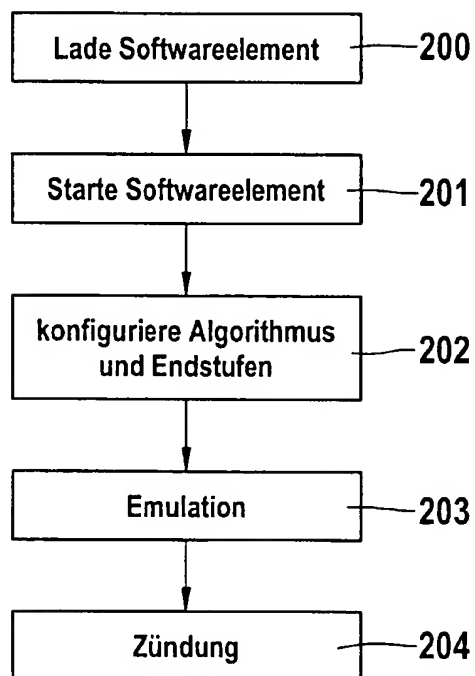 Lade Softwareelement 200
Starte Softwareelement 201
konfiguriere Algorithmus
und Endstufen 202
Emulation 203
Zündung 204